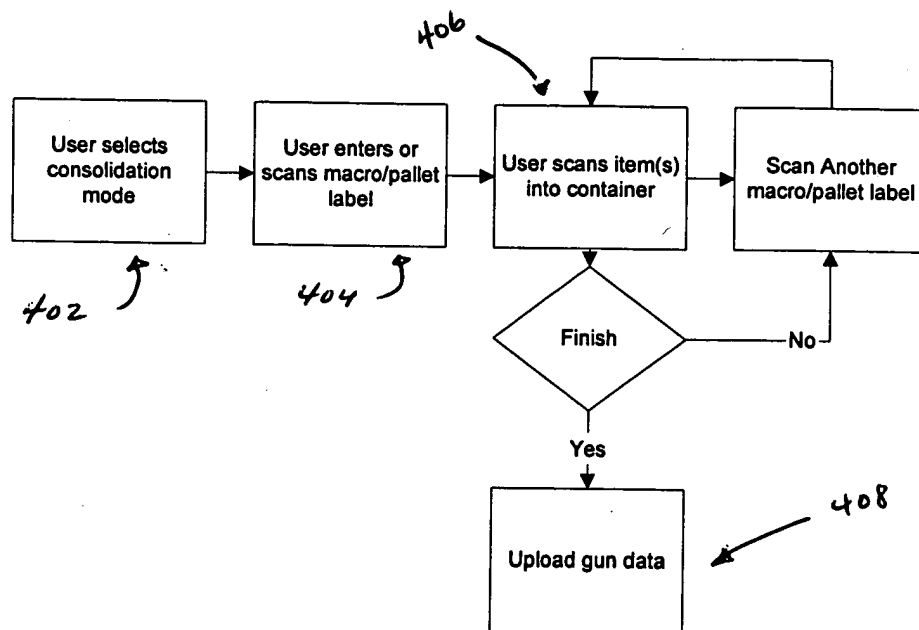 406
User selects
consolidation
mode
User enters or
scans macro/pallet
label
User scans item(s)
into container
Scan Another
macro/pallet label
402
404
Finish
No
Yes
Upload gun data
408